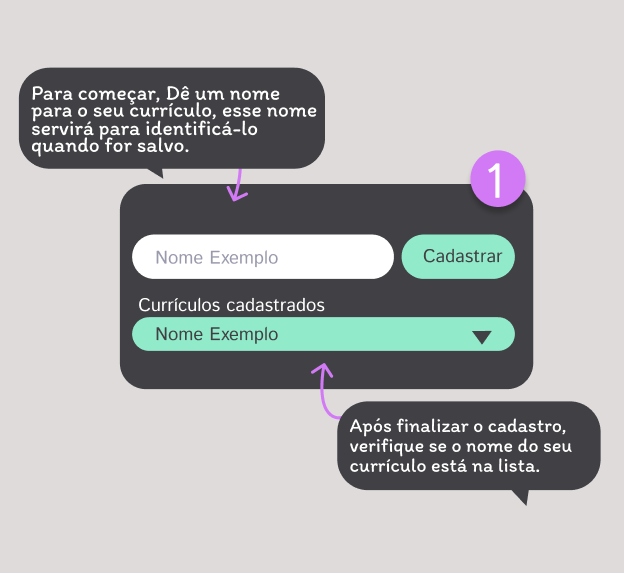 Para começar, Dê um nome
para o seu currículo, esse nome
servirá para identificá-lo
quando for salvo.
1
Nome Exemplo
Cadastrar
Currículos cadastrados
Nome Exemplo
Após finalizar o cadastro,
verifique se o nome do seu
currículo está na lista.